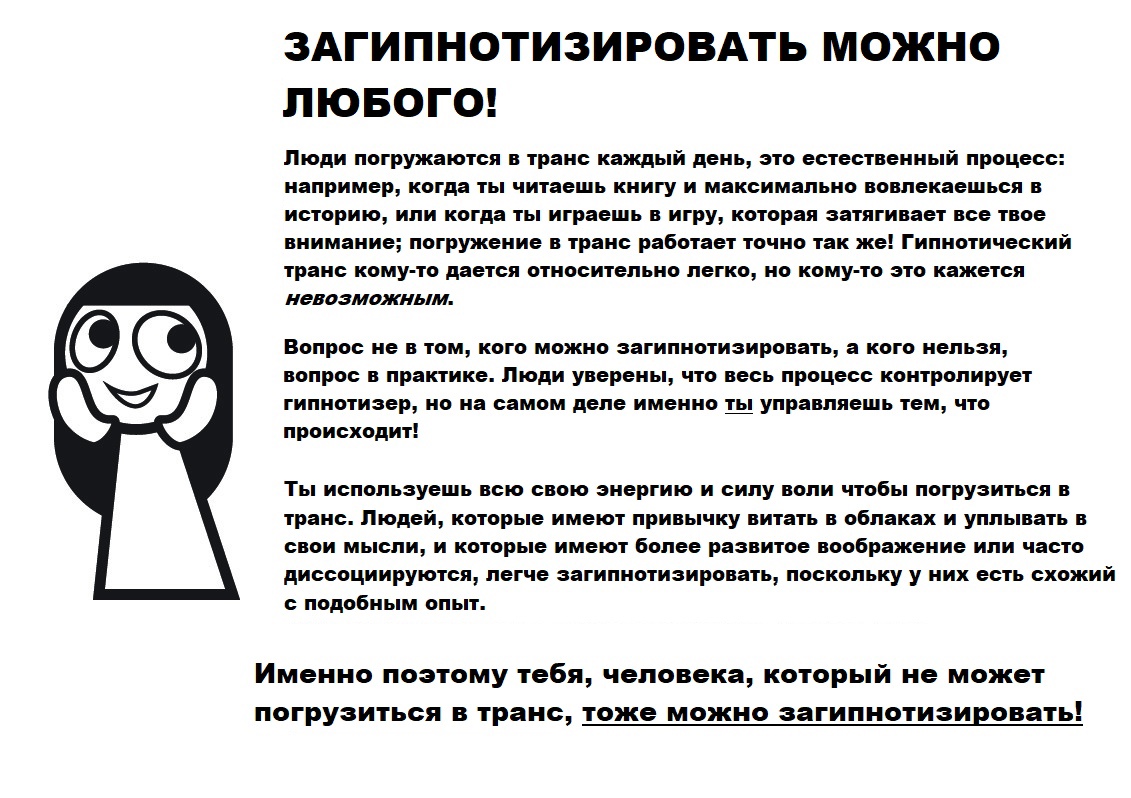 ЗАГИПНОТИЗИРОВАТЬ МОЖНО
ЛЮБОГО!
Люди погружаются в транс каждый день, это естественный процесс:
например, когда ты читаешь книгу и максимально вовлекаешься в
историю, или когда ты играешь в игру, которая затягивает все твое
внимание; погружение в транс работает точно так же! Гипнотический
транс кому-то дается относительно легко, но кому-то это кажется
невозможным.
Вопрос не в том, кого можно загипнотизировать, а кого нельзя,
вопрос в практике. Люди уверены, что весь процесс контролирует
гипнотизер, но на самом деле именно ты управляешь тем, что
происходит!
Ты используешь всю свою энергию и силу воли чтобы погрузиться в
транс. Людей, которые имеют привычку витать в облаках и уплывать в
свои мысли, и которые имеют более развитое воображение или часто
диссоциируются, легче загипнотизировать, поскольку у них есть схожий
с подобным опыт.
Именно поэтому тебя, человека, который не может
погрузиться в транс, тоже можно загипнотизировать!